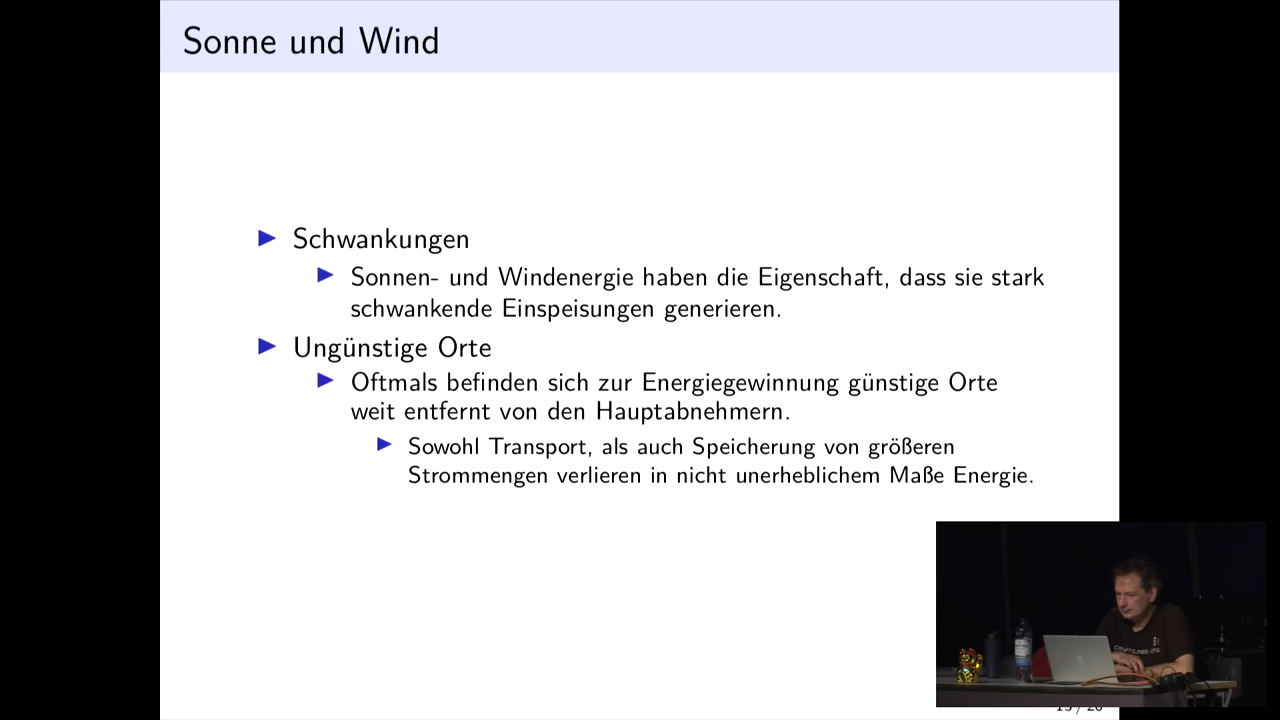 Sonne und Wind
Schwankungen
Sonnen- und Windenergie haben die Eigenschaft, dass sie stark
schwankende Einspeisungen generieren.
Ungünstige Orte
Oftmals befinden sich zur Energiegewinnung günstige Orte
weit entfernt von den Hauptabnehmern.
Sowohl Transport, als auch Speicherung von größeren
Strommengen verlieren in nicht unerheblichem Maße Energie.